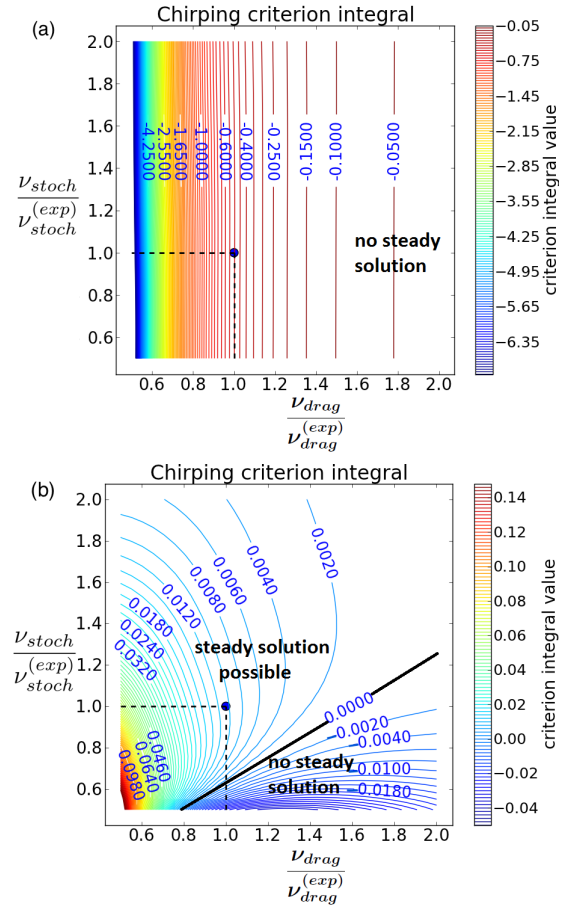 (a)
Chirping criterion integral
2.0
1.8
1.6
1.4
1.2
1.0
0.8
0.6
ν_stoch
ν_stoch^(exp)
-4.2500
-2.5500
-1.6500
-1.0000
-0.6000
-0.4000
-0.2500
-0.1500
-0.1000
-0.0500
no steady
solution
0.6 0.8 1.0 1.2 1.4 1.6 1.8 2.0
ν_drag
ν_drag^(exp)
−0.05
−0.75
−1.45
−2.15
−2.85
−3.55
−4.25
−4.95
−5.65
−6.35
criterion integral value
(b)
Chirping criterion integral
2.0
1.8
1.6
1.4
1.2
1.0
0.8
0.6
ν_stoch
ν_stoch^(exp)
0.0020
0.0040
0.0060
0.0080
0.0120
0.0180
0.0240
0.0320
steady solution
possible
0.0000
−0.0020
−0.0040
0.0460
0.0640
0.0980
no steady
solution
−0.0100
−0.0180
0.6 0.8 1.0 1.2 1.4 1.6 1.8 2.0
ν_drag
ν_drag^(exp)
0.14
0.12
0.10
0.08
0.06
0.04
0.02
0.00
−0.02
−0.04
criterion integral value